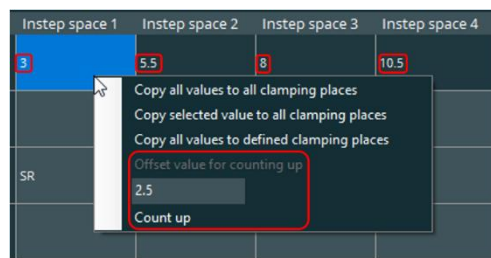 Instep space 1 Instep space 2 Instep space 3 Instep space 4
3 5.5 8 10.5
Copy all values to all clamping places
Copy selected value to all clamping places
Copy all values to defined clamping places
Offset value for counting up
SR
2.5
Count up